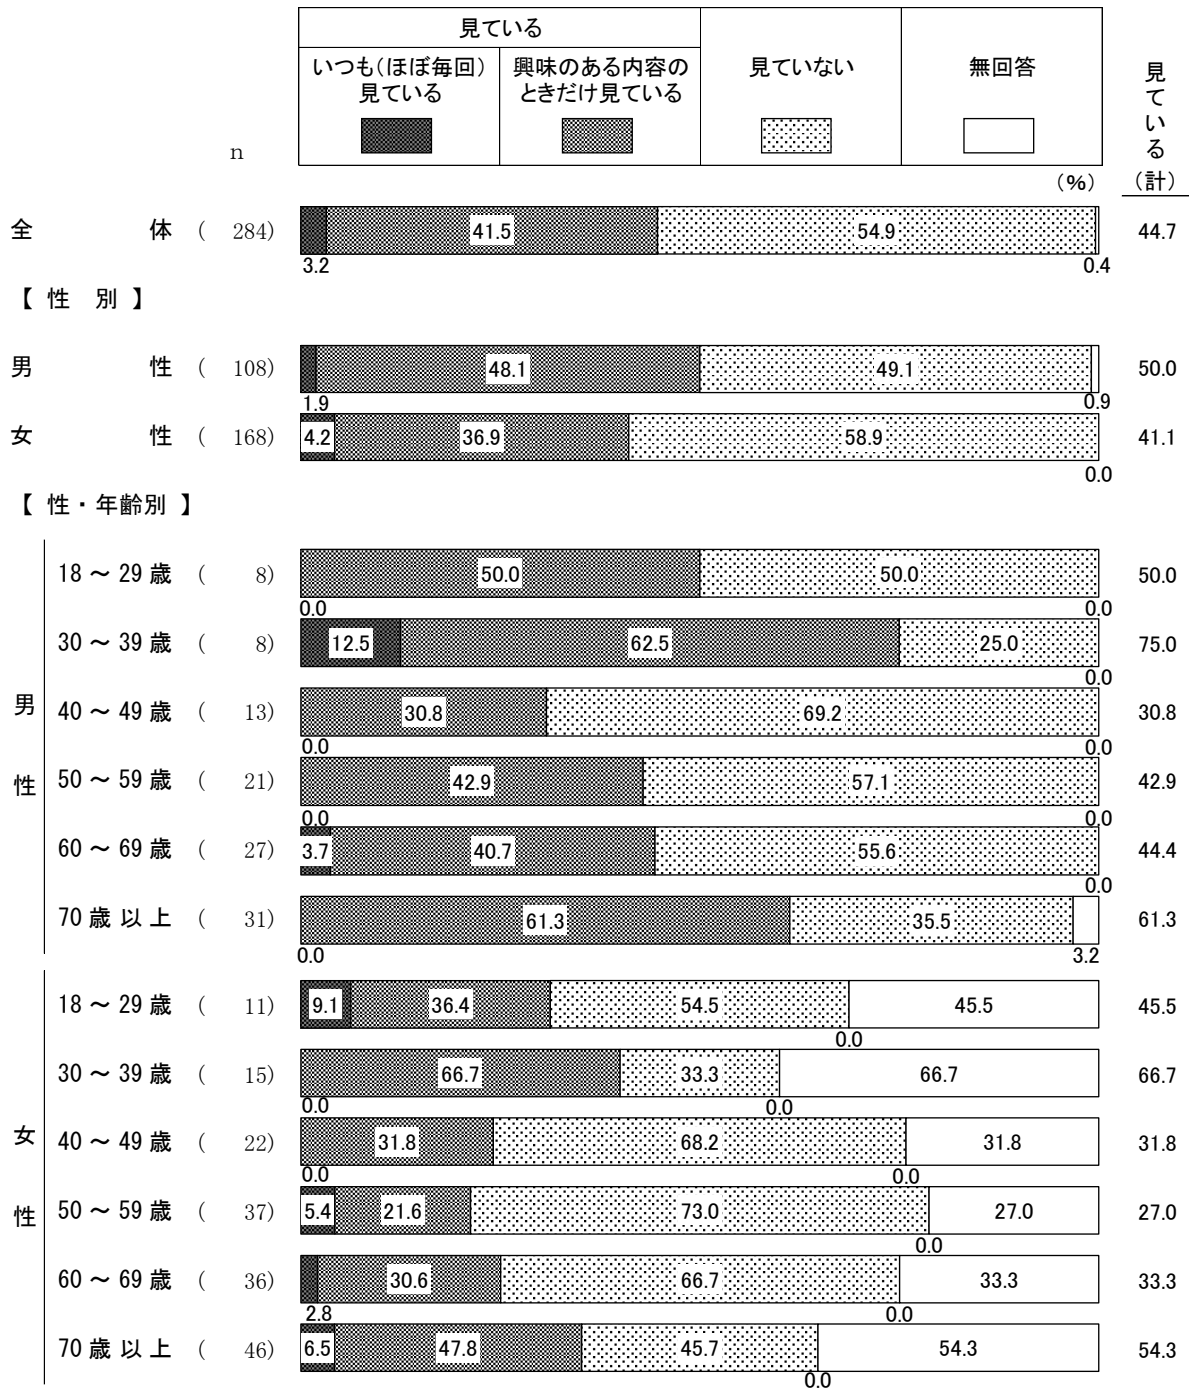 見ている
いつも（ほぼ毎回）
見ている
興味のある内容の
ときだけ見ている
見ていない
無回答
見ている
（計）
n
（％）
全体 （ 284） 41.5 54.9 44.7
3.2 0.4
【 性 別 】
男性 （ 108） 48.1 49.1 50.0
1.9 0.9
女性 （ 168） 4.2 36.9 58.9 41.1
0.0
【 性・年齢別 】
男性
18 ～ 29 歳 （ 8） 50.0 50.0 50.0
0.0 0.0
30 ～ 39 歳 （ 8） 12.5 62.5 25.0 75.0
0.0
40 ～ 49 歳 （ 13） 30.8 69.2 30.8
0.0 0.0
50 ～ 59 歳 （ 21） 42.9 57.1 42.9
0.0 0.0
60 ～ 69 歳 （ 27） 3.7 40.7 55.6 44.4
0.0
70 歳 以 上 （ 31） 61.3 35.5 61.3
0.0 3.2
女性
18 ～ 29 歳 （ 11） 9.1 36.4 54.5 45.5 45.5
0.0
30 ～ 39 歳 （ 15） 66.7 33.3 66.7 66.7
0.0 0.0
40 ～ 49 歳 （ 22） 31.8 68.2 31.8 31.8
0.0 0.0
50 ～ 59 歳 （ 37） 5.4 21.6 73.0 27.0 27.0
0.0
60 ～ 69 歳 （ 36） 30.6 66.7 33.3 33.3
2.8 0.0
70 歳 以 上 （ 46） 6.5 47.8 45.7 54.3 54.3
0.0